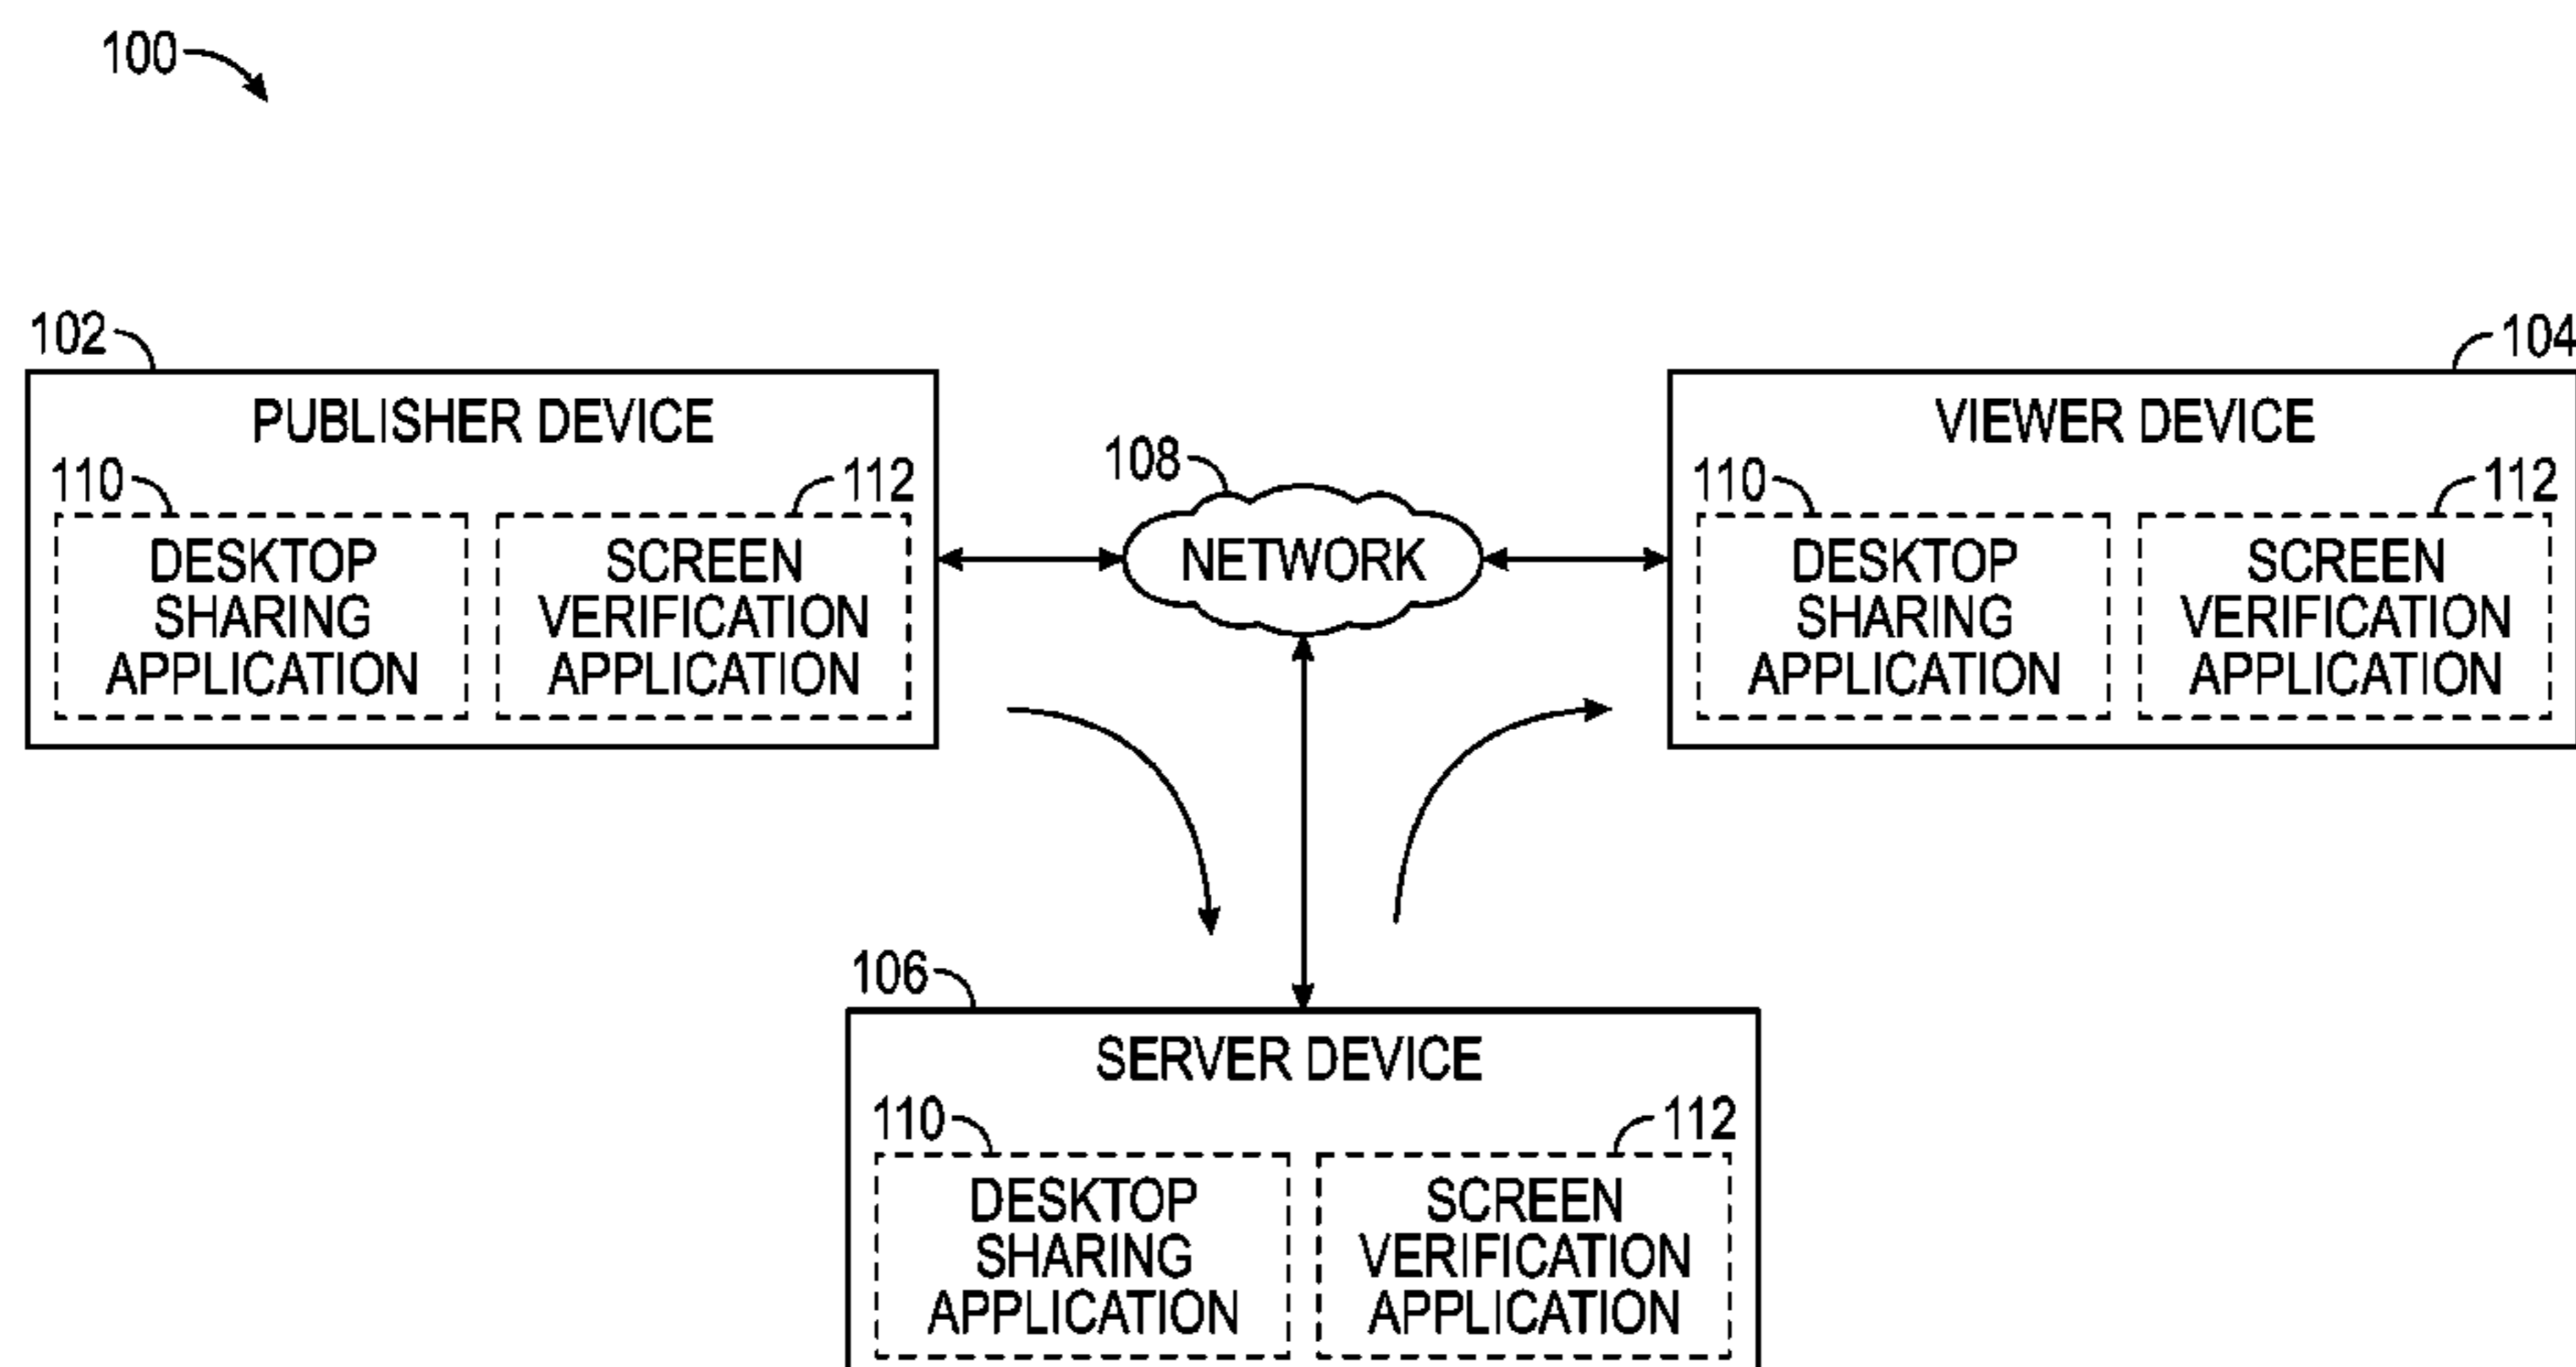 100
102
PUBLISHER DEVICE
110
112
DESKTOP
SHARING
APPLICATION
SCREEN
VERIFICATION
APPLICATION
108
NETWORK
104
VIEWER DEVICE
110
112
DESKTOP
SHARING
APPLICATION
SCREEN
VERIFICATION
APPLICATION
106
SERVER DEVICE
110
112
DESKTOP
SHARING
APPLICATION
SCREEN
VERIFICATION
APPLICATION